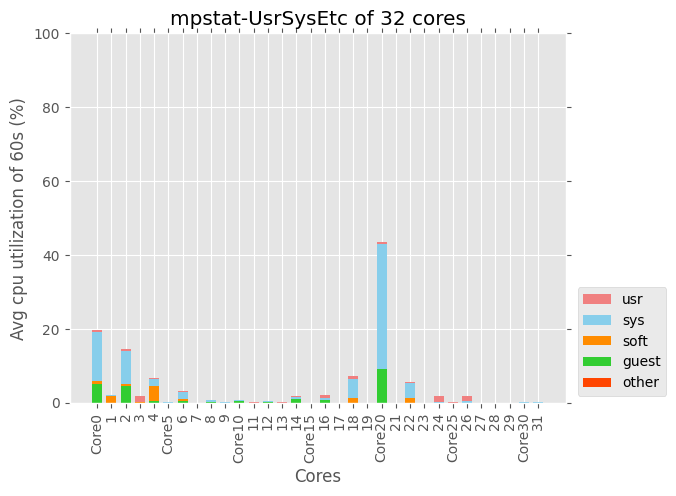 mpstat-UsrSysEtc of 32 cores
100
80
60
40
20
0
Avg cpu utilization of 60s (%)
Core0
1
2
3
4
Core5
6
7
8
9
Core10
11
12
13
14
Core15
16
17
18
19
Core20
21
22
23
24
Core25
26
27
28
29
Core30
31
Cores
usr
sys
soft
guest
other